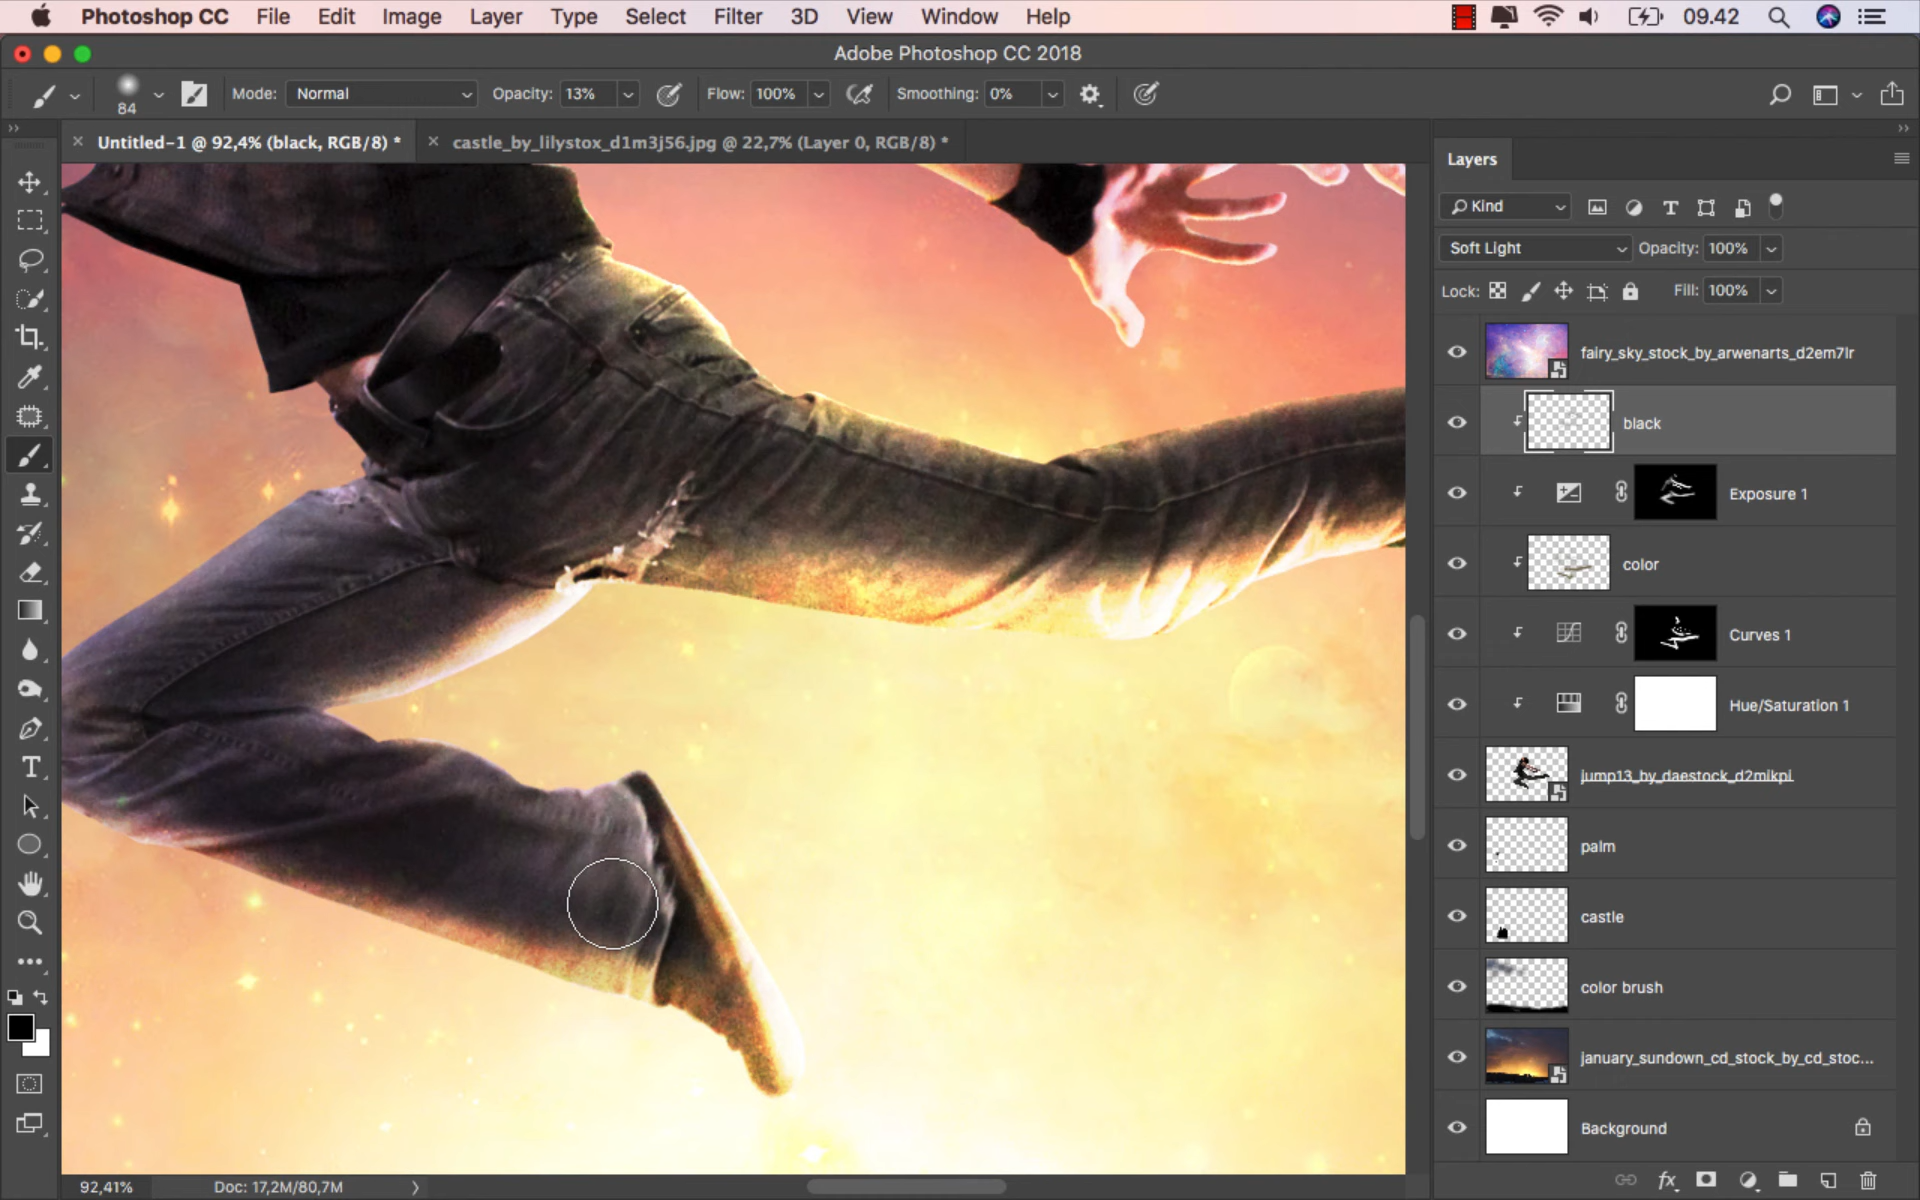 Photoshop CC File Edit Image Layer Type Select Filter 3D View Window Help 09.42
Adobe Photoshop CC 2018
84 Mode: Normal Opacity: 13% Flow: 100% Smoothing: 0%
Untitled-1 @ 92,4% (black, RGB/8) * castle_by_lilystox_d1m3j56.jpg @ 22,7% (Layer 0, RGB/8) *
Layers
Kind
Soft Light Opacity: 100%
Lock: Fill: 100%
fairy_sky_stock_by_arwenarts_d2em7lr
black
Exposure 1
color
Curves 1
Hue/Saturation 1
jump13_by_daestock_d2mikpi
palm
castle
color brush
january_sundown_cd_stock_by_cd_stoc...
Background
92,41% Doc: 17,2M/80,7M
fx